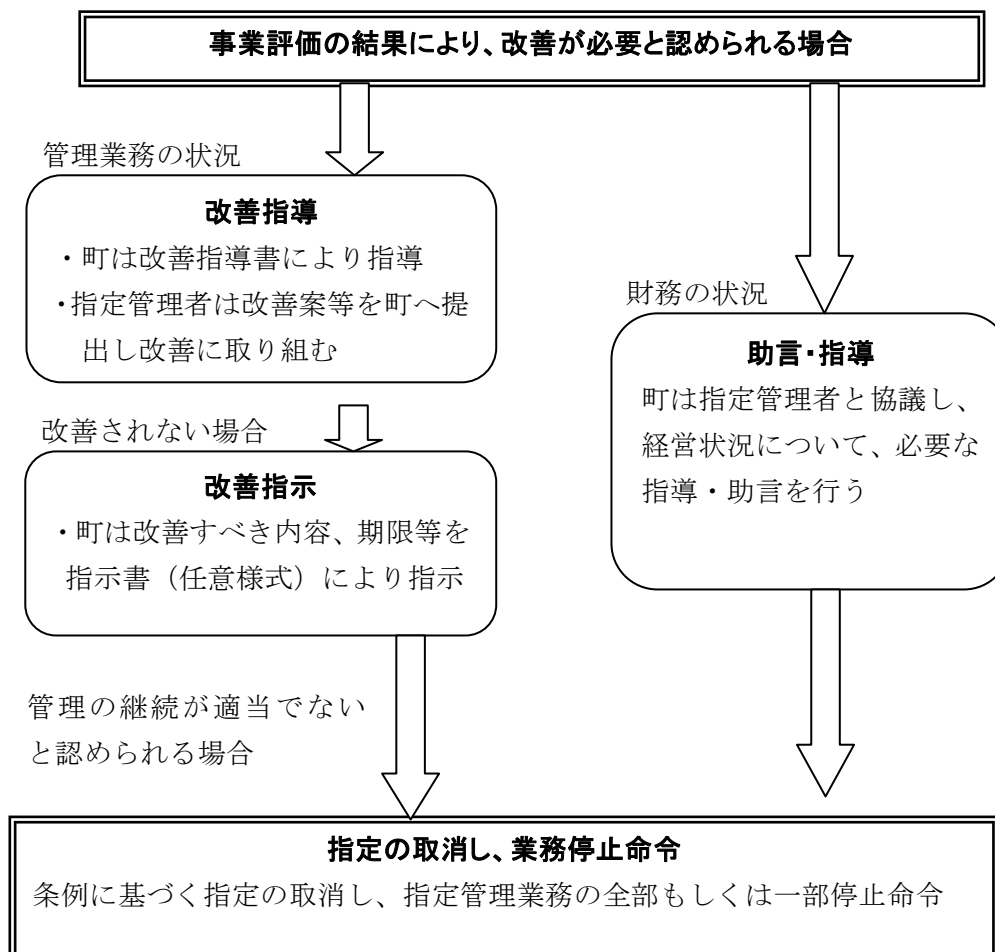 事業評価の結果により、改善が必要と認められる場合
管理業務の状況
改善指導
・町は改善指導書により指導
・指定管理者は改善案等を町へ提
出し改善に取り組む
改善されない場合
改善指示
・町は改善すべき内容、期限等を
指示書（任意様式）により指示
管理の継続が適当でない
と認められる場合
財務の状況
助言・指導
町は指定管理者と協議し、
経営状況について、必要な
指導・助言を行う
指定の取消し、業務停止命令
条例に基づく指定の取消し、指定管理業務の全部もしくは一部停止命令